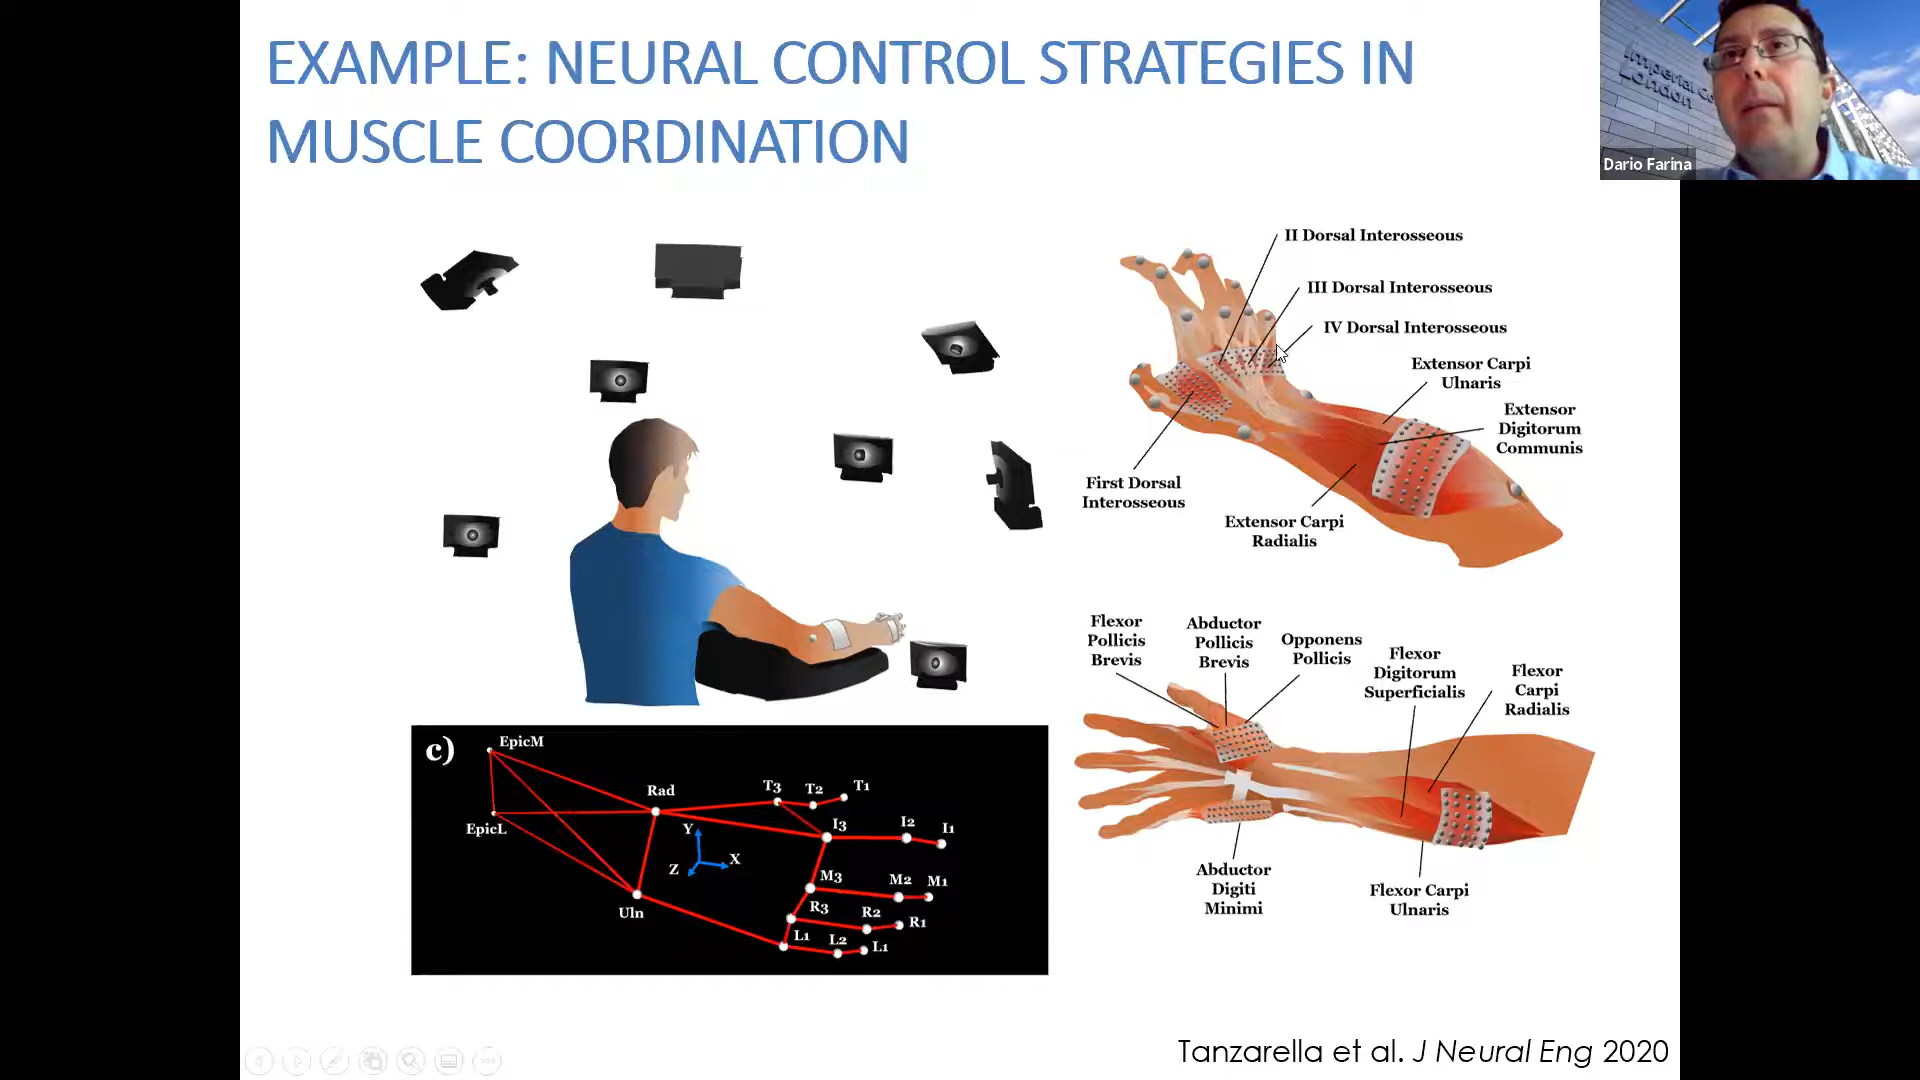 EXAMPLE: NEURAL CONTROL STRATEGIES IN
MUSCLE COORDINATION
Imperial Co
London
Dario Farina
II Dorsal Interosseous
III Dorsal Interosseous
IV Dorsal Interosseous
Extensor Carpi
Ulnaris
Extensor
Digitorum
Communis
First Dorsal
Interosseous
Extensor Carpi
Radialis
Flexor
Pollicis
Brevis
Abductor
Pollicis
Brevis
Opponens
Pollicis
Flexor
Digitorum
Superficialis
Flexor
Carpi
Radialis
Abductor
Digiti
Minimi
Flexor Carpi
Ulnaris
c)
EpicM
EpicL
Rad
Uln
Y
X
Z
T3
T2
T1
I3
I2
I1
M3
M2
M1
R3
R2
R1
L1
L2
L1
Tanzarella et al. J Neural Eng 2020